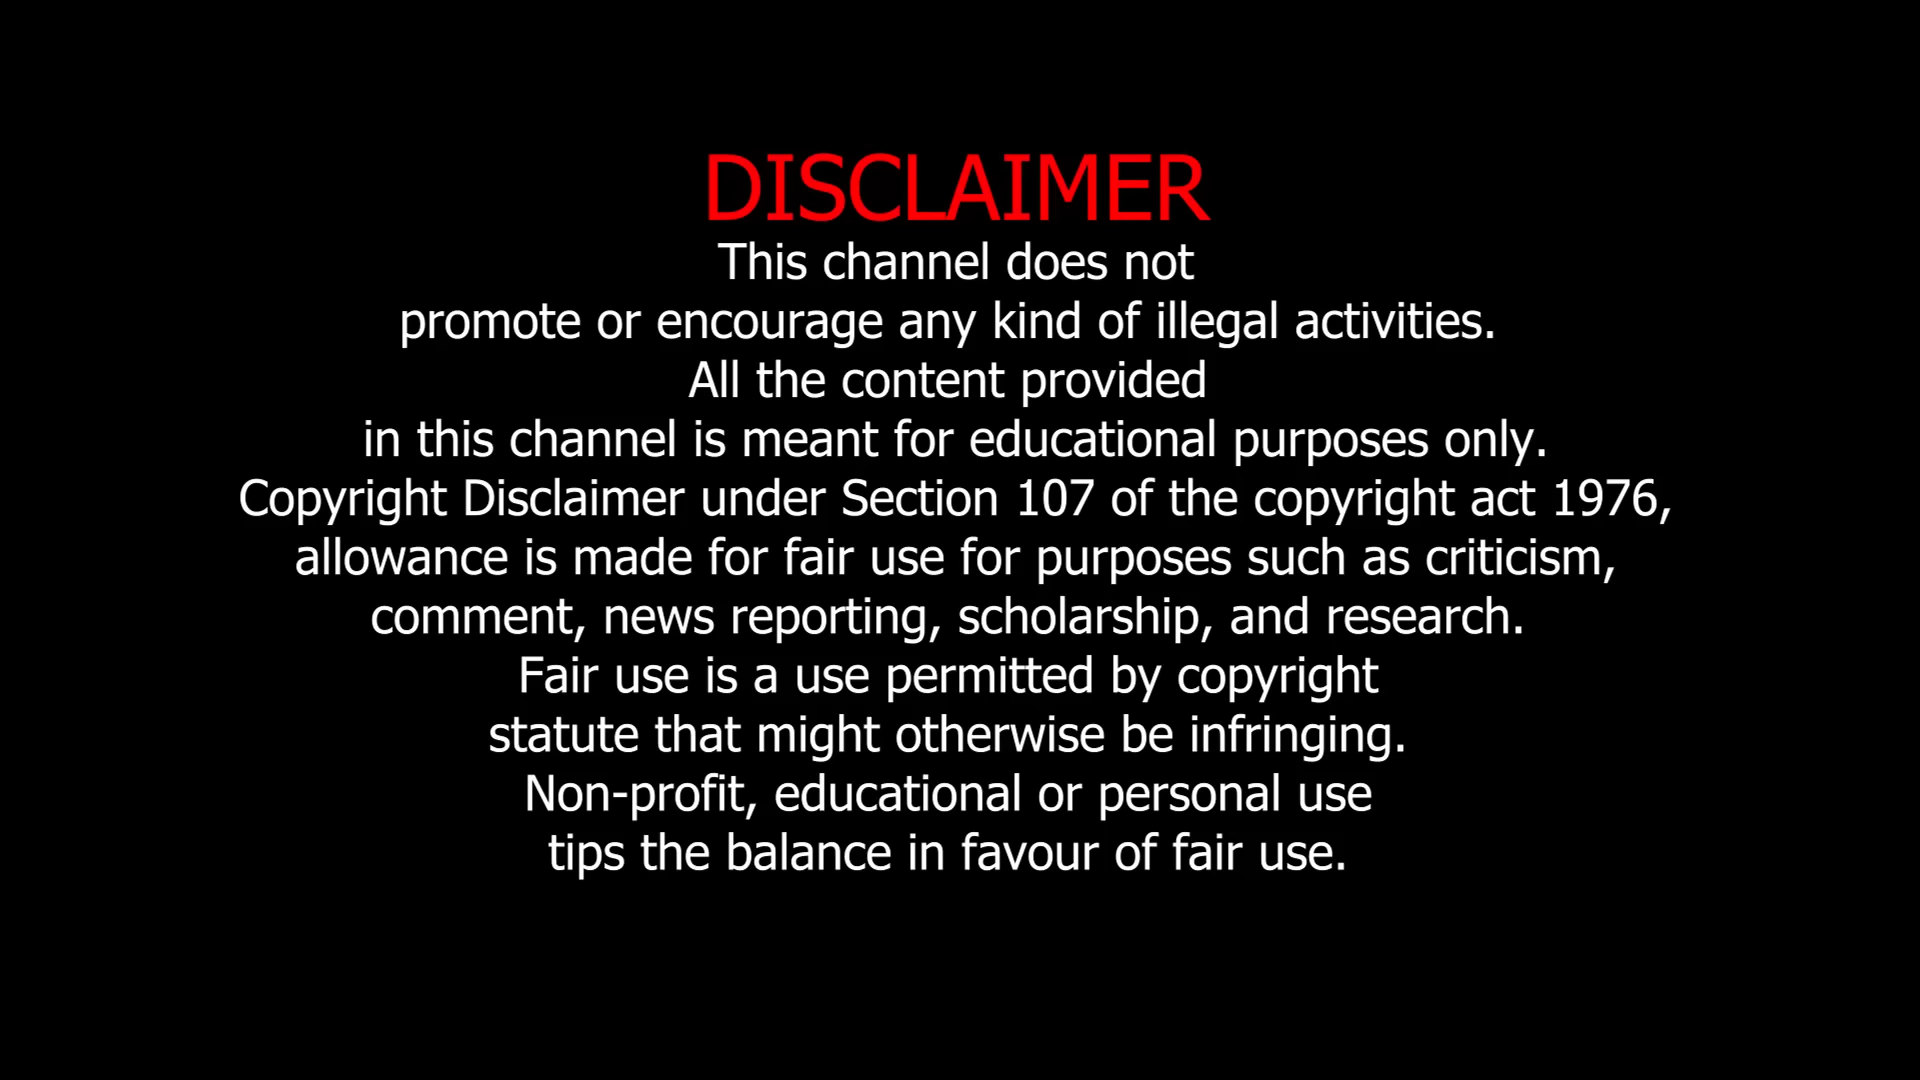 DISCLAIMER
This channel does not
promote or encourage any kind of illegal activities.
All the content provided
in this channel is meant for educational purposes only.
Copyright Disclaimer under Section 107 of the copyright act 1976,
allowance is made for fair use for purposes such as criticism,
comment, news reporting, scholarship, and research.
Fair use is a use permitted by copyright
statute that might otherwise be infringing.
Non-profit, educational or personal use
tips the balance in favour of fair use.